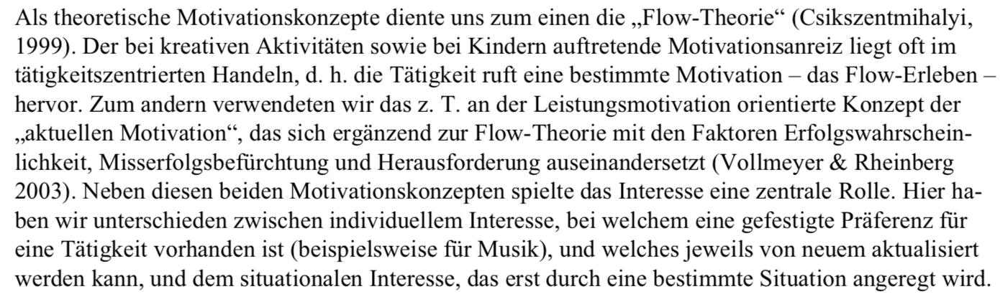 Als theoretische Motivationskonzepte diente uns zum einen die „Flow-Theorie“ (Csikszentmihalyi,
1999). Der bei kreativen Aktivitäten sowie bei Kindern auftretende Motivationsanreiz liegt oft im
tätigkeitszentrierten Handeln, d. h. die Tätigkeit ruft eine bestimmte Motivation – das Flow-Erleben –
hervor. Zum andern verwendeten wir das z. T. an der Leistungsmotivation orientierte Konzept der
„aktuellen Motivation“, das sich ergänzend zur Flow-Theorie mit den Faktoren Erfolgswahrschein-
lichkeit, Misserfolgsbefürchtung und Herausforderung auseinandersetzt (Vollmeyer & Rheinberg
2003). Neben diesen beiden Motivationskonzepten spielte das Interesse eine zentrale Rolle. Hier ha-
ben wir unterschieden zwischen individuellem Interesse, bei welchem eine gefestigte Präferenz für
eine Tätigkeit vorhanden ist (beispielsweise für Musik), und welches jeweils von neuem aktualisiert
werden kann, und dem situationalen Interesse, das erst durch eine bestimmte Situation angeregt wird.